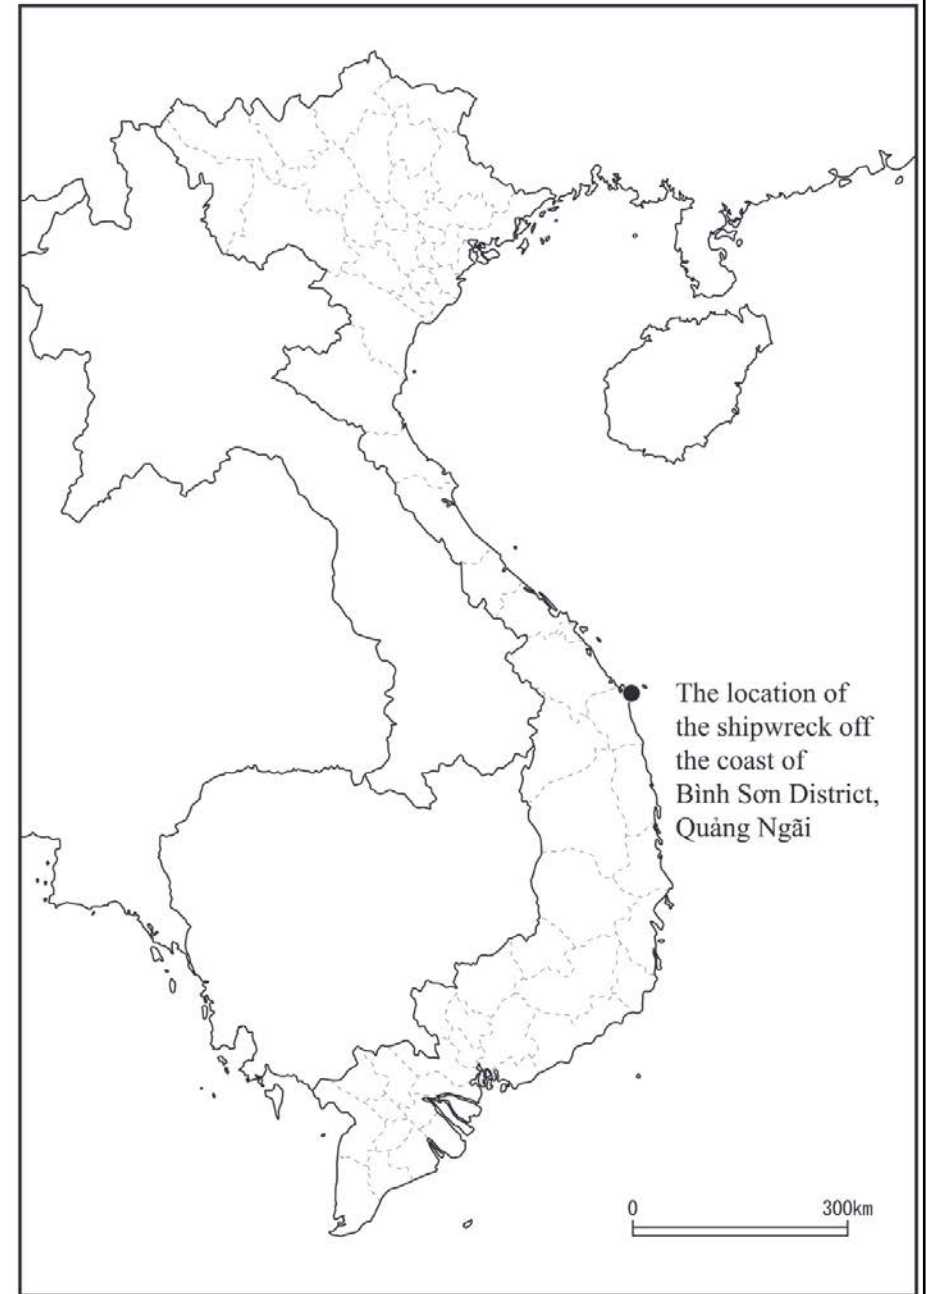 The location of
the shipwreck off
the coast of
Bình Sơn District,
Quảng Ngãi
0 300km